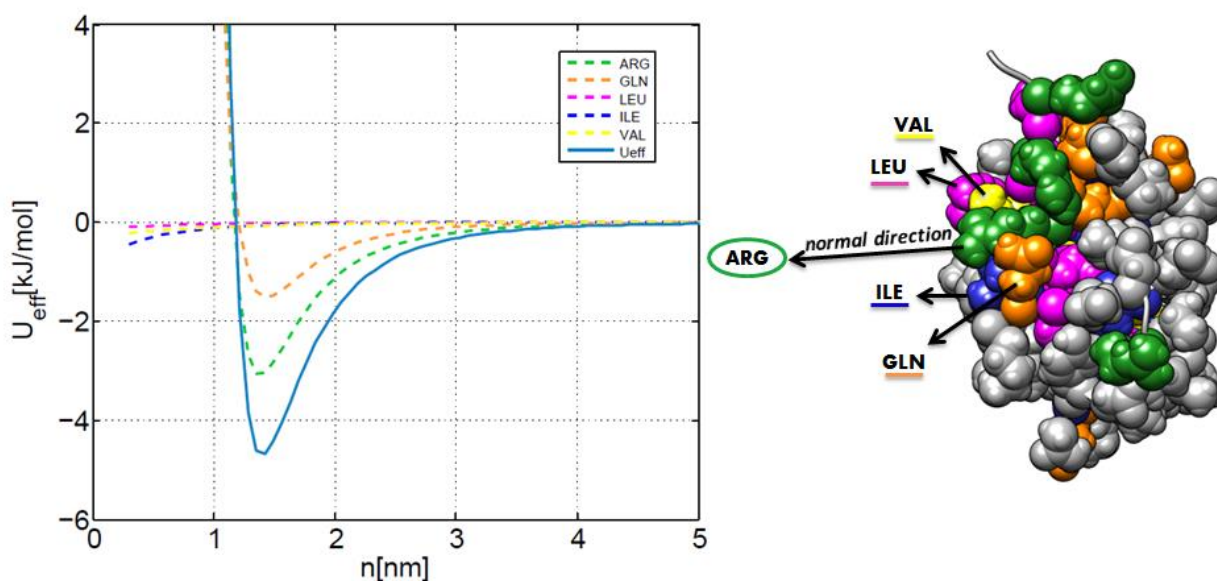 4
2
0
−2
−4
−6
U_eff[kJ/mol]
0 1 2 3 4 5
n[nm]
ARG
GLN
LEU
ILE
VAL
Ueff
VAL
LEU
normal direction
ARG
ILE
GLN